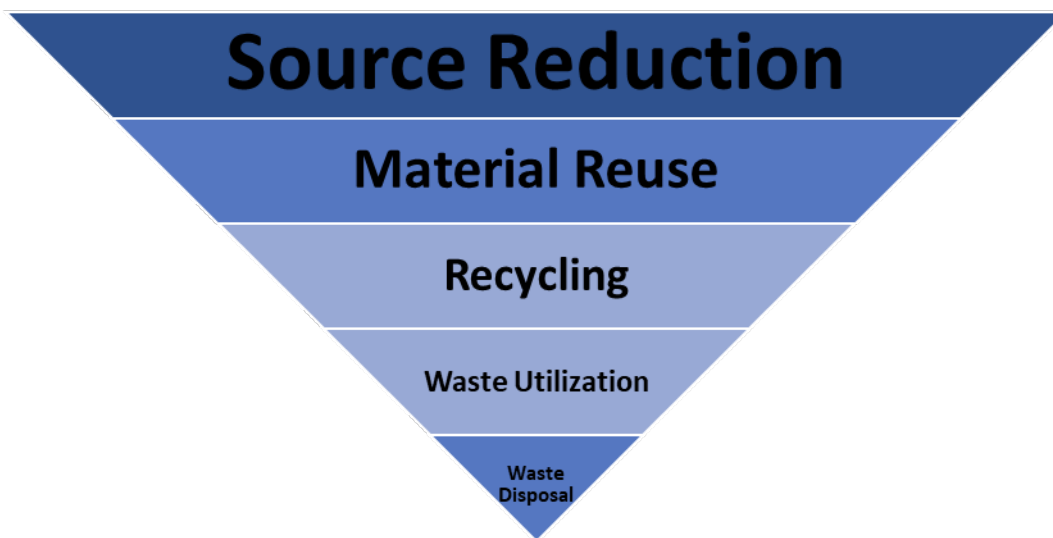 Source Reduction
Material Reuse
Recycling
Waste Utilization
Waste
Disposal